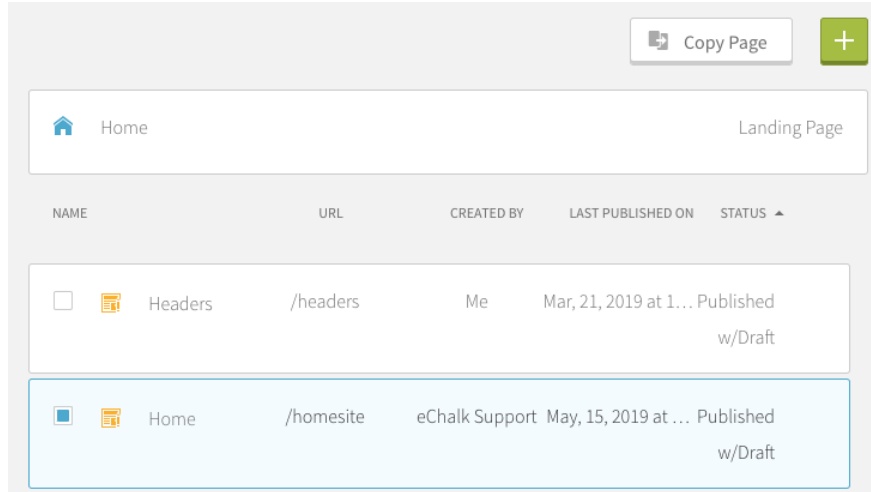 Copy Page
Home Landing Page
NAME URL CREATED BY LAST PUBLISHED ON STATUS
Headers /headers Me Mar, 21, 2019 at 1… Published
w/Draft
Home /homesite eChalk Support May, 15, 2019 at … Published
w/Draft